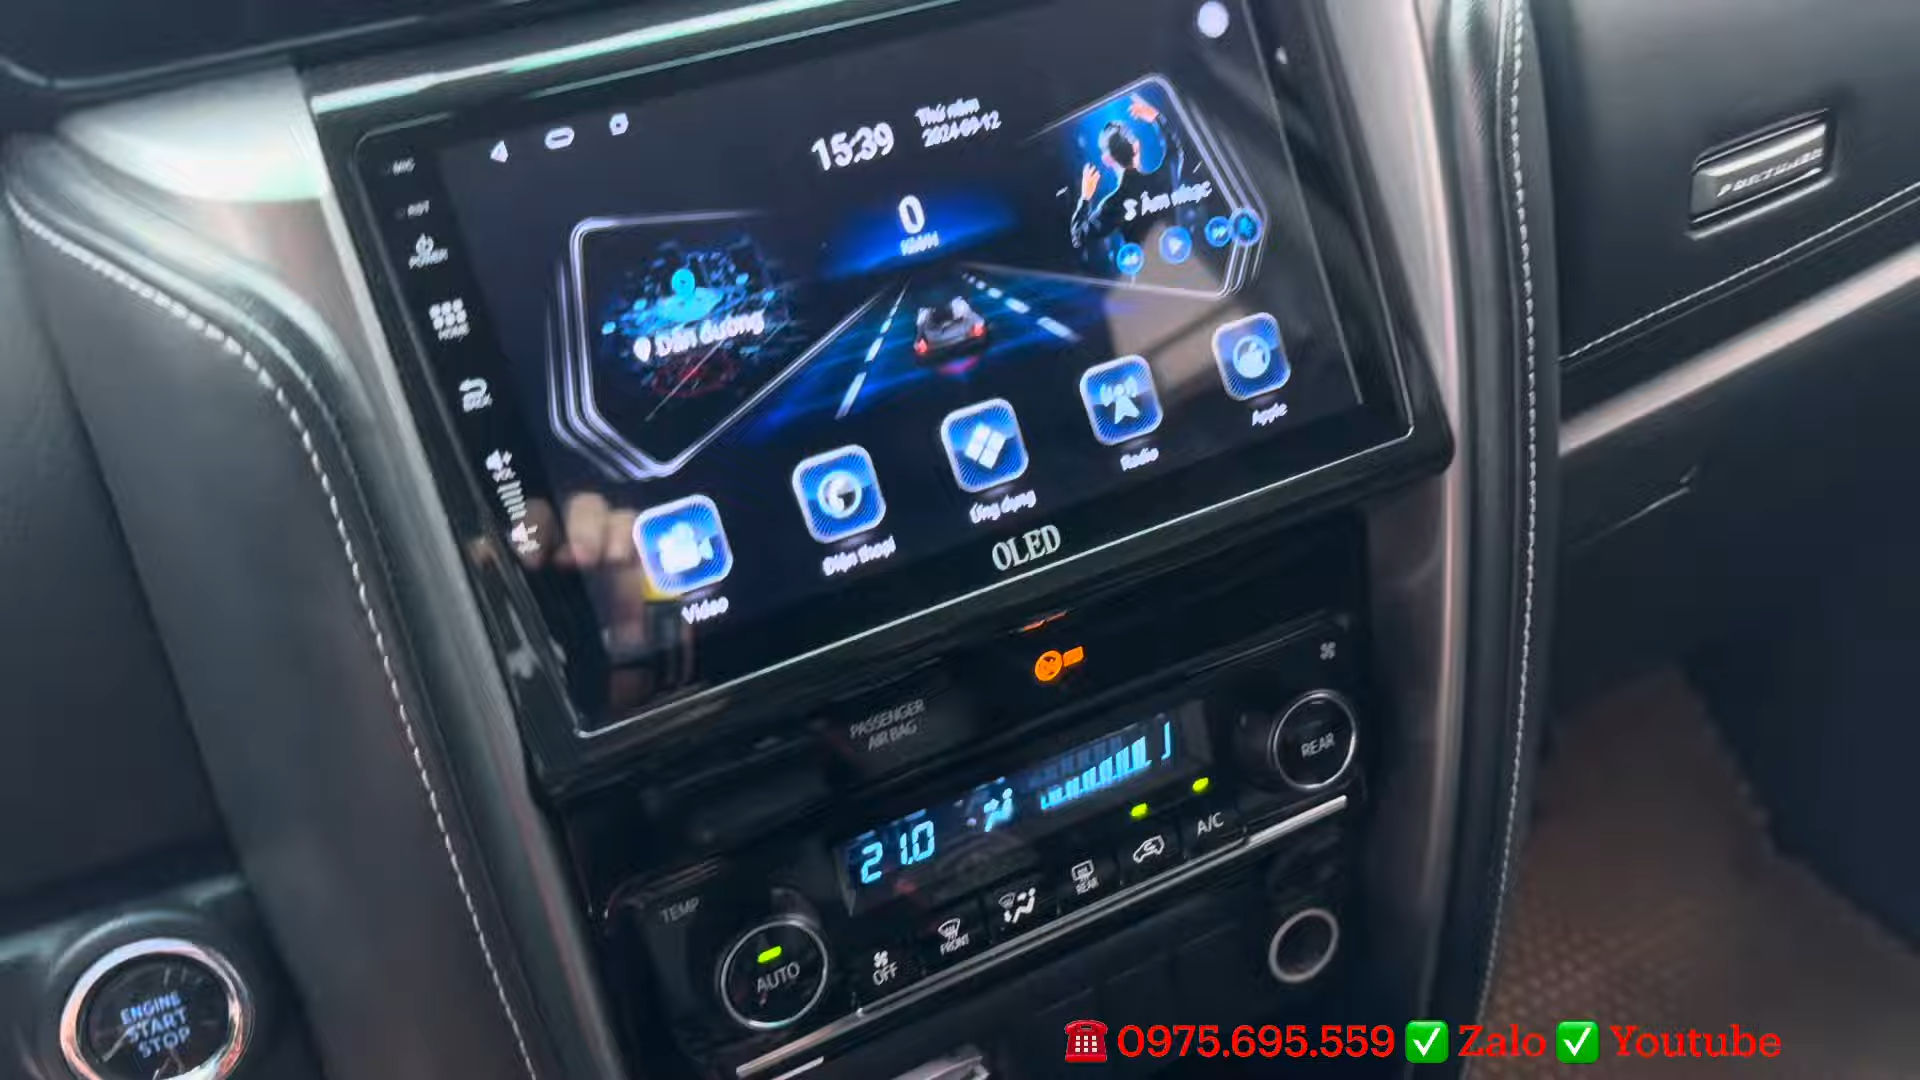 MIC
RST
POWER
HOME
BACK
VOL
15:39
Thứ năm
2024-09-12
0
KM/H
Dẫn đường
Âm nhạc
Video
Điện thoại
Ứng dụng
Radio
Apple
OLED
PASSENGER
AIR BAG
REAR
21.0
A/C
REAR
TEMP
FRONT
OFF
AUTO
ENGINE
START
STOP
☎️ 0975.695.559 ✅ Zalo ✅ Youtube